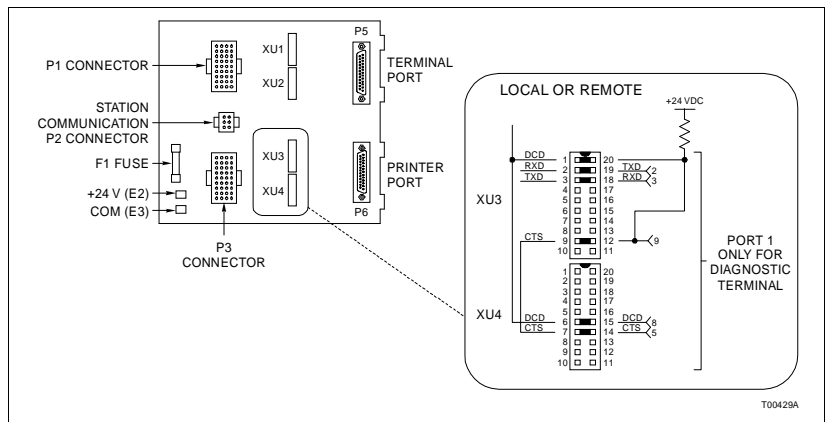 P1 CONNECTOR
STATION
COMMUNICATION
P2 CONNECTOR
F1 FUSE
+24 V (E2)
COM (E3)
P3
CONNECTOR
XU1
XU2
XU3
XU4
P5
TERMINAL
PORT
PRINTER
PORT
P6
LOCAL OR REMOTE
+24 VDC
XU3
DCD 1 20
RXD 2 19 TXD 2
TXD 3 18 RXD 3
4 17
5 16
6 15
7 14
8 13
CTS 9 12 9
10 11
XU4
1 20
2 19
3 18
4 17
5 16
DCD 6 15 DCD 8
CTS 7 14 CTS 5
8 13
9 12
10 11
PORT 1
ONLY FOR
DIAGNOSTIC
TERMINAL
T00429A